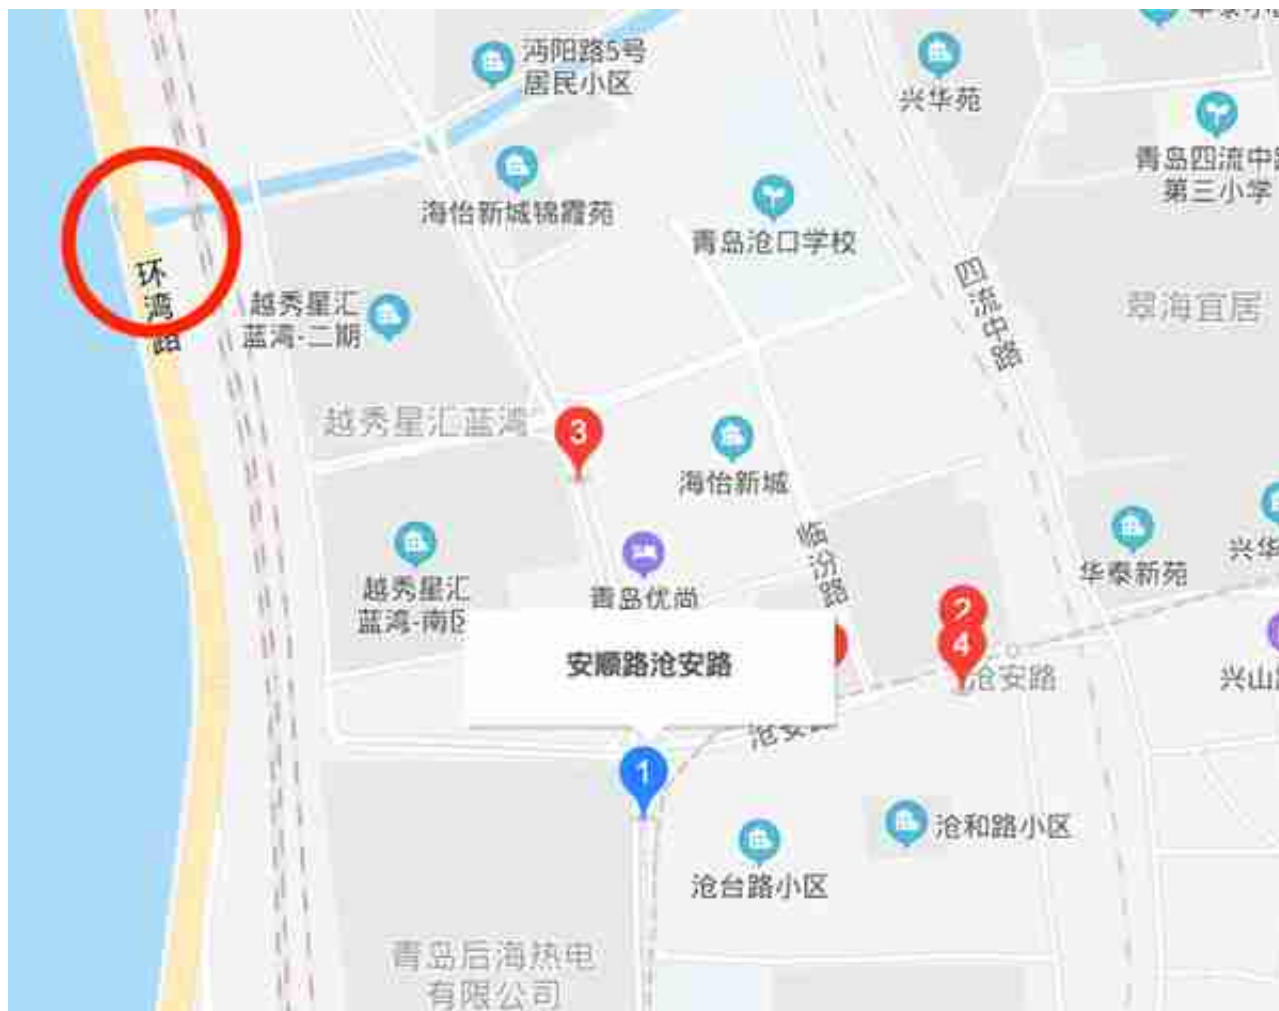 沔阳路5号
居民小区
兴华苑
青岛四流中路
第三小学
海怡新城锦霞苑
青岛沧口学校
环湾路
越秀星汇
蓝湾-二期
四流中路
翠海宜居
越秀星汇蓝湾
3
海怡新城
临汾路
越秀星汇
蓝湾-南区
青岛优尚
华泰新苑
兴华
2
4
安顺路沧安路
沧安路
兴山
沧安路
1
沧和路小区
沧台路小区
青岛后海热电
有限公司